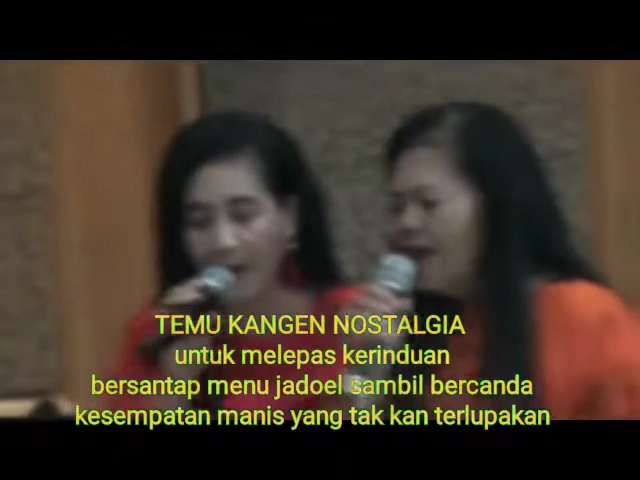 TEMU KANGEN NOSTALGIA
untuk melepas kerinduan
bersantap menu jadoel sambil bercanda
kesempatan manis yang tak kan terlupakan